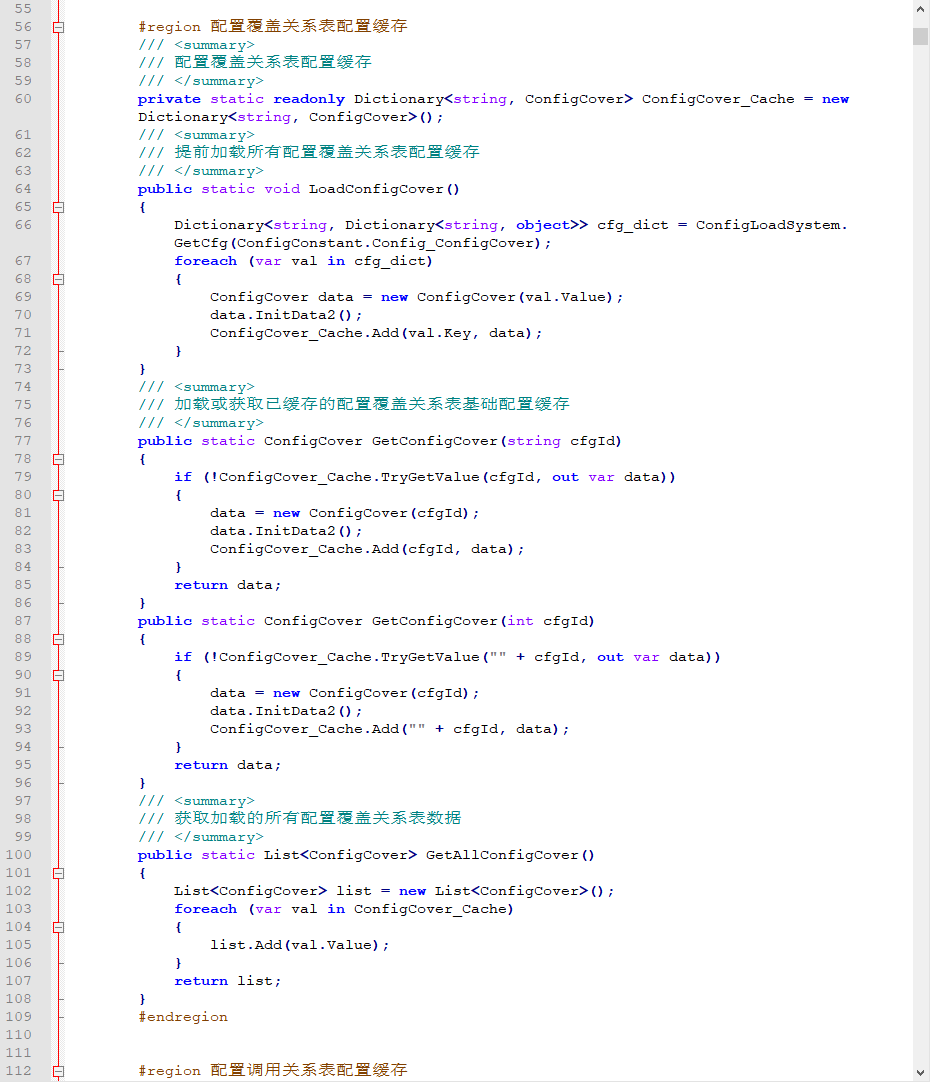 55
56 #region 配置覆盖关系表配置缓存
57 /// <summary>
58 /// 配置覆盖关系表配置缓存
59 /// </summary>
60 private static readonly Dictionary<string, ConfigCover> ConfigCover_Cache = new
Dictionary<string, ConfigCover>();
61 /// <summary>
62 /// 提前加载所有配置覆盖关系表配置缓存
63 /// </summary>
64 public static void LoadConfigCover()
65 {
66 Dictionary<string, Dictionary<string, object>> cfg_dict = ConfigLoadSystem.
GetCfg(ConfigConstant.Config_ConfigCover);
67 foreach (var val in cfg_dict)
68 {
69 ConfigCover data = new ConfigCover(val.Value);
70 data.InitData2();
71 ConfigCover_Cache.Add(val.Key, data);
72 }
73 }
74 /// <summary>
75 /// 加载或获取已缓存的配置覆盖关系表基础配置缓存
76 /// </summary>
77 public static ConfigCover GetConfigCover(string cfgId)
78 {
79 if (!ConfigCover_Cache.TryGetValue(cfgId, out var data))
80 {
81 data = new ConfigCover(cfgId);
82 data.InitData2();
83 ConfigCover_Cache.Add(cfgId, data);
84 }
85 return data;
86 }
87 public static ConfigCover GetConfigCover(int cfgId)
88 {
89 if (!ConfigCover_Cache.TryGetValue("" + cfgId, out var data))
90 {
91 data = new ConfigCover(cfgId);
92 data.InitData2();
93 ConfigCover_Cache.Add("" + cfgId, data);
94 }
95 return data;
96 }
97 /// <summary>
98 /// 获取加载的所有配置覆盖关系表数据
99 /// </summary>
100 public static List<ConfigCover> GetAllConfigCover()
101 {
102 List<ConfigCover> list = new List<ConfigCover>();
103 foreach (var val in ConfigCover_Cache)
104 {
105 list.Add(val.Value);
106 }
107 return list;
108 }
109 #endregion
110
111
112 #region 配置调用关系表配置缓存